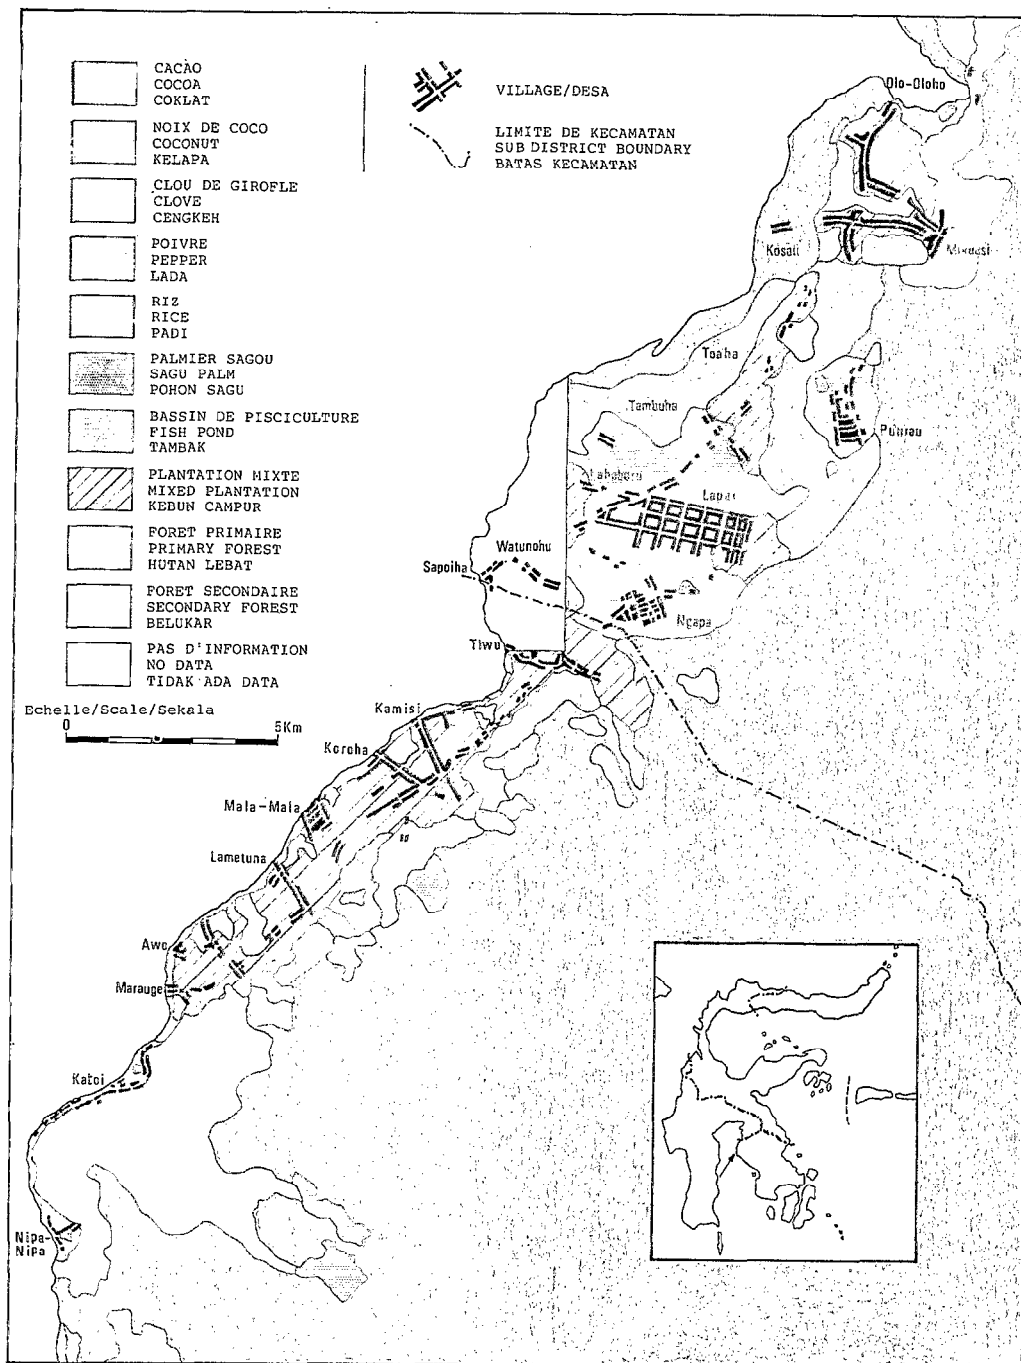 CACÀO
COCOA
COKLAT
NOIX DE COCO
COCONUT
KELAPA
CLOU DE GIROFLE
CLOVE
CENGKEH
POIVRE
PEPPER
LADA
RIZ
RICE
PADI
PALMIER SAGOU
SAGU PALM
POHON SAGU
BASSIN DE PISCICULTURE
FISH POND
TAMBAK
PLANTATION MIXTE
MIXED PLANTATION
KEBUN CAMPUR
FORET PRIMAIRE
PRIMARY FOREST
HUTAN LEBAT
FORET SECONDAIRE
SECONDARY FOREST
BELUKAR
PAS D'INFORMATION
NO DATA
TIDAK ADA DATA
Echelle/Scale/Sekala
0 5Km
VILLAGE/DESA
LIMITE DE KECAMATAN
SUB DISTRICT BOUNDARY
BATAS KECAMATAN
Olo-Oloho
Kosali
Toaha
Tambuha
Lapai
Watunohu
Sapoiha
Ngapa
Tiwu
Kamisi
Koroha
Mala-Mala
Lametuna
Awo
Marauge
Katoi
Nipa-
Nipa